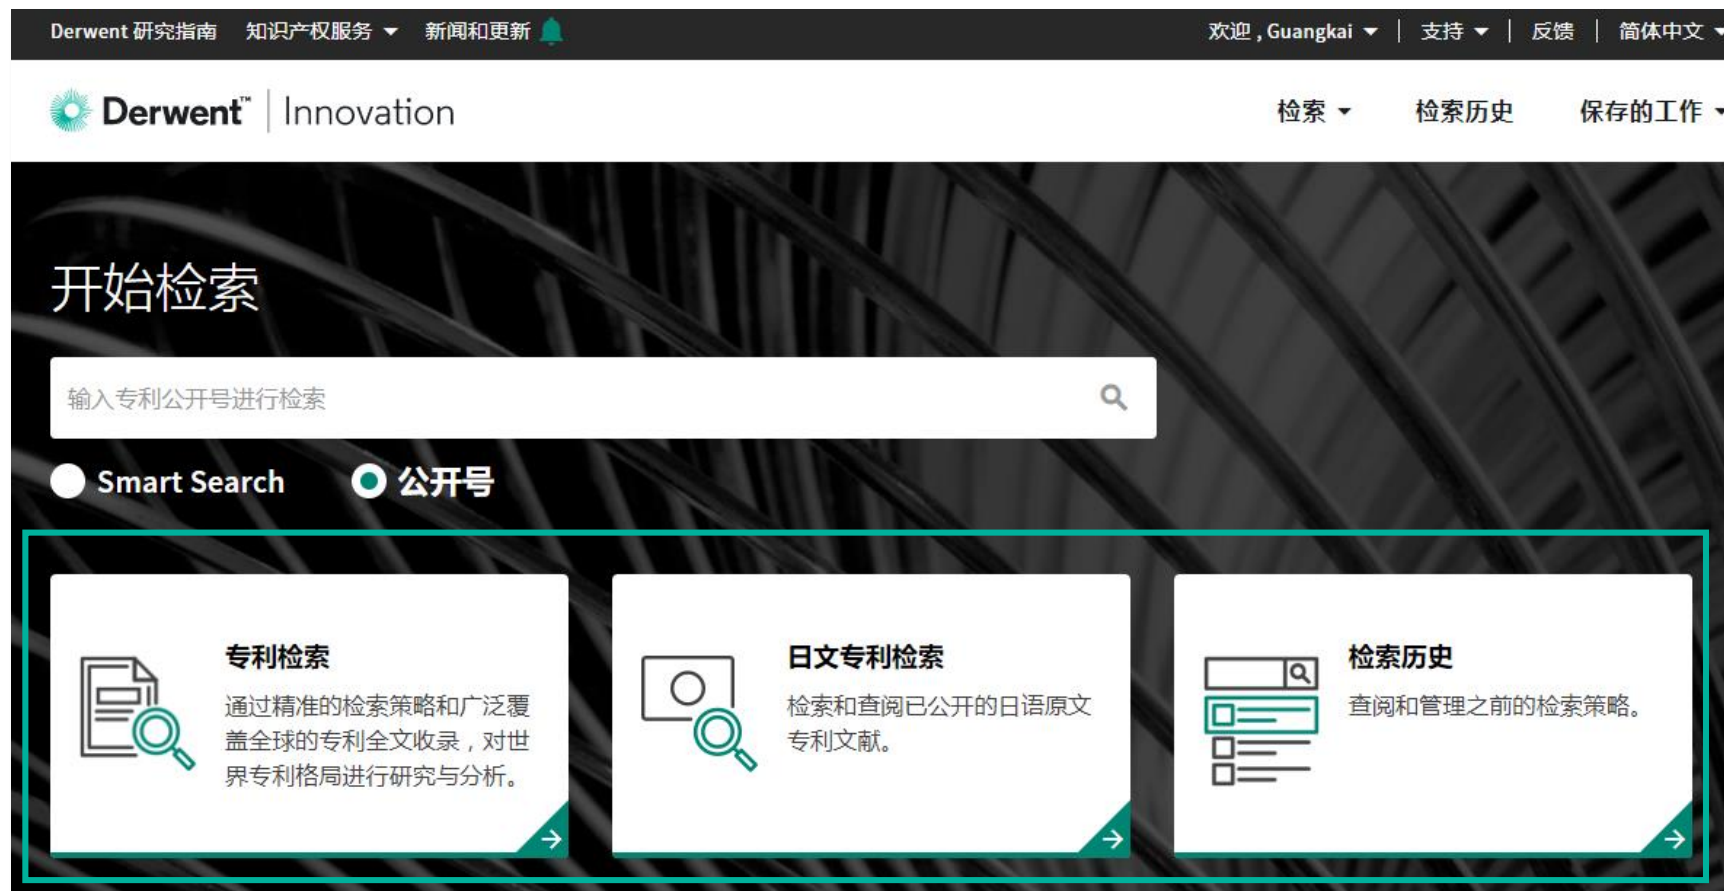 Derwent 研究指南 知识产权服务 新闻和更新 欢迎 , Guangkai 支持 反馈 简体中文
Derwent™ Innovation 检索 检索历史 保存的工作
开始检索
输入专利公开号进行检索
Smart Search 公开号
专利检索
通过精准的检索策略和广泛覆
盖全球的专利全文收录，对世
界专利格局进行研究与分析。
日文专利检索
检索和查阅已公开的日语原文
专利文献。
检索历史
查阅和管理之前的检索策略。